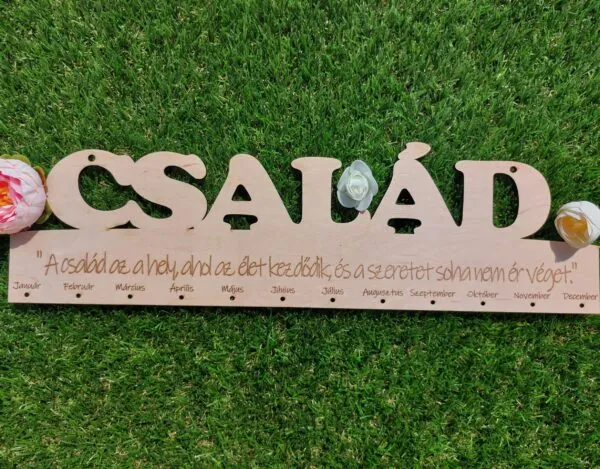 CSALÁD
"A család az a hely, ahol az élet kezdődik, és a szeretet soha nem ér véget."
Január Február Március Április Május Június Július Augusztus Szeptember Október November December